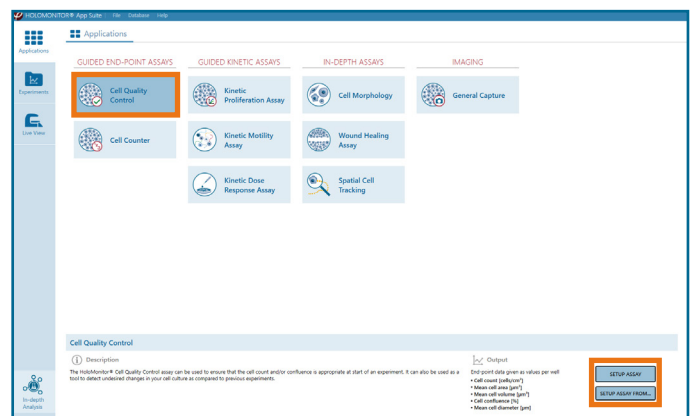 HOLOMONITOR® App Suite File Database Help
Applications
Applications
Experiments
Live View
In-depth
Analysis
GUIDED END-POINT ASSAYS
Cell Quality
Control
Cell Counter
GUIDED KINETIC ASSAYS
Kinetic
Proliferation Assay
Kinetic Motility
Assay
Kinetic Dose
Response Assay
IN-DEPTH ASSAYS
Cell Morphology
Wound Healing
Assay
Spatial Cell
Tracking
IMAGING
General Capture
Cell Quality Control
Description
The HoloMonitor® Cell Quality Control assay can be used to ensure that the cell count and/or confluence is appropriate at start of an experiment. It can also be used as a
tool to detect undesired changes in your cell culture as compared to previous experiments.
Output
End-point data given as values per well
• Cell count [cells/cm²]
• Mean cell area [µm²]
• Mean cell volume [µm³]
• Cell confluence [%]
• Mean cell diameter [µm]
SETUP ASSAY
SETUP ASSAY FROM...